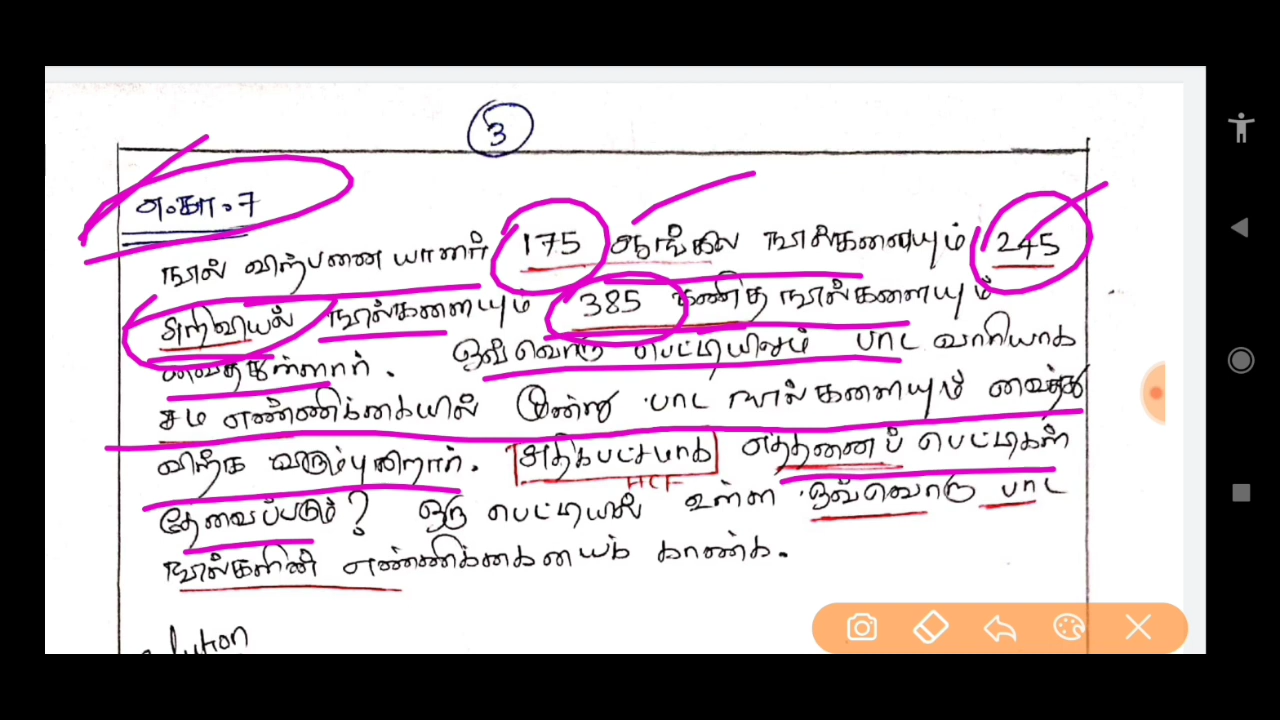 3
எ.கா.7
நூல் விற்பனையாளர் 175 ஆங்கில நூல்களையும் 245
அறிவியல் நூல்களையும் 385 கணித நூல்களையும்
வைத்துள்ளார். ஒவ்வொரு பெட்டியிலும் பாட வாரியாக
சம எண்ணிக்கையில் மூன்று பாட நூல்களையும் வைத்து
விற்க விரும்புகிறார். அதிகபட்சமாக எத்தனைப் பெட்டிகள்
HCF
தேவைப்படும்? ஒரு பெட்டியில் உள்ள ஒவ்வொரு பாட
நூல்களின் எண்ணிக்கையைக் காண்க.
lution